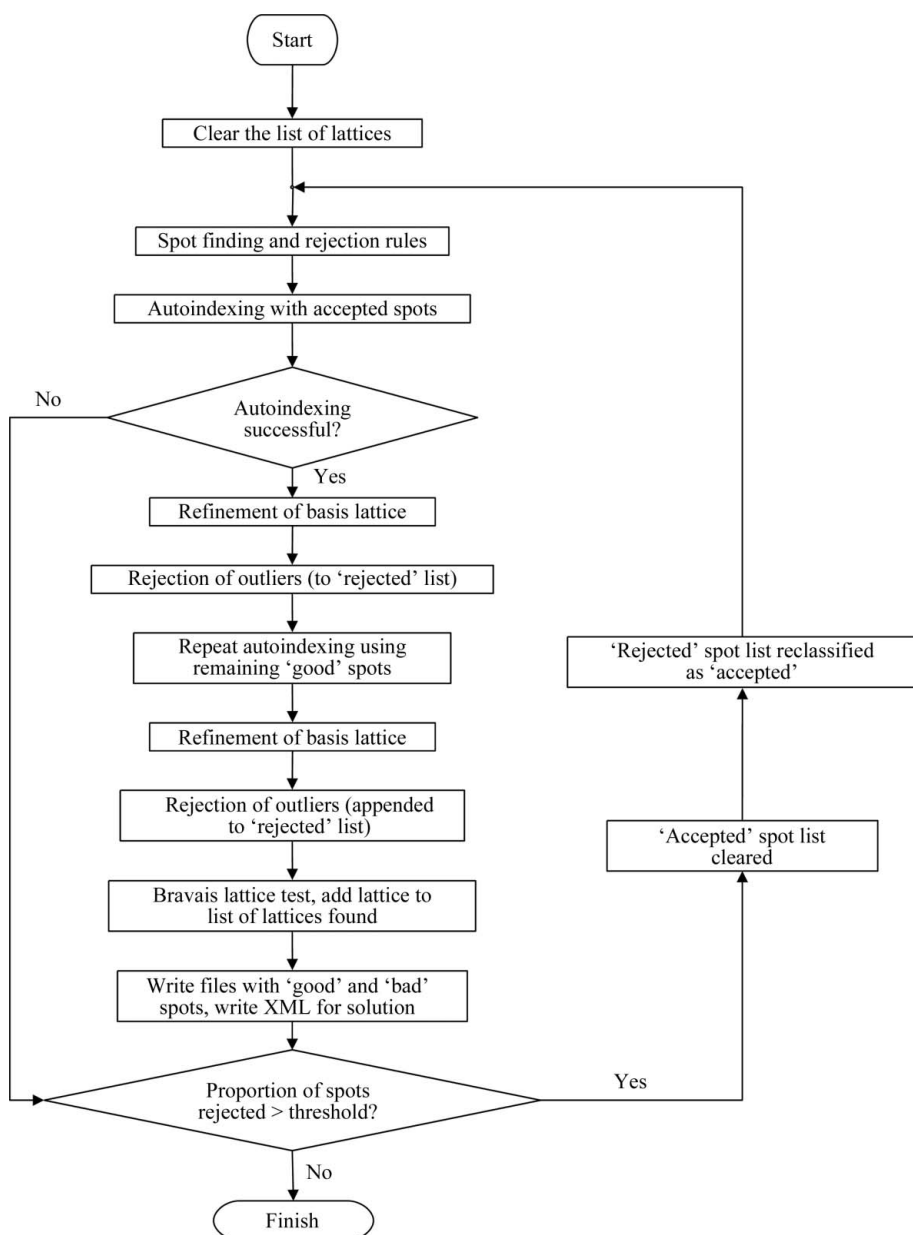 Start
Clear the list of lattices
Spot finding and rejection rules
Autoindexing with accepted spots
No
Autoindexing
successful?
Yes
Refinement of basis lattice
Rejection of outliers (to ‘rejected’ list)
Repeat autoindexing using
remaining ‘good’ spots
‘Rejected’ spot list reclassified
as ‘accepted’
Refinement of basis lattice
Rejection of outliers (appended
to ‘rejected’ list)
‘Accepted’ spot list
cleared
Bravais lattice test, add lattice to
list of lattices found
Write files with ‘good’ and ‘bad’
spots, write XML for solution
Proportion of spots
rejected > threshold?
Yes
No
Finish